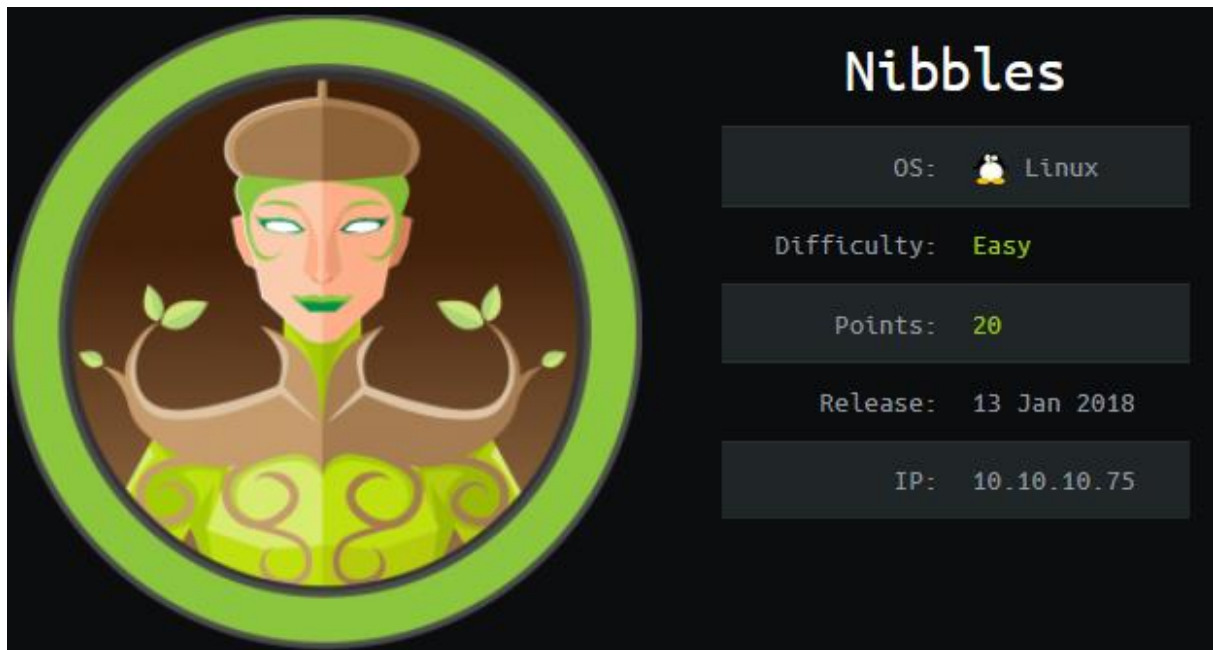 Nibbles
OS: Linux
Difficulty: Easy
Points: 20
Release: 13 Jan 2018
IP: 10.10.10.75